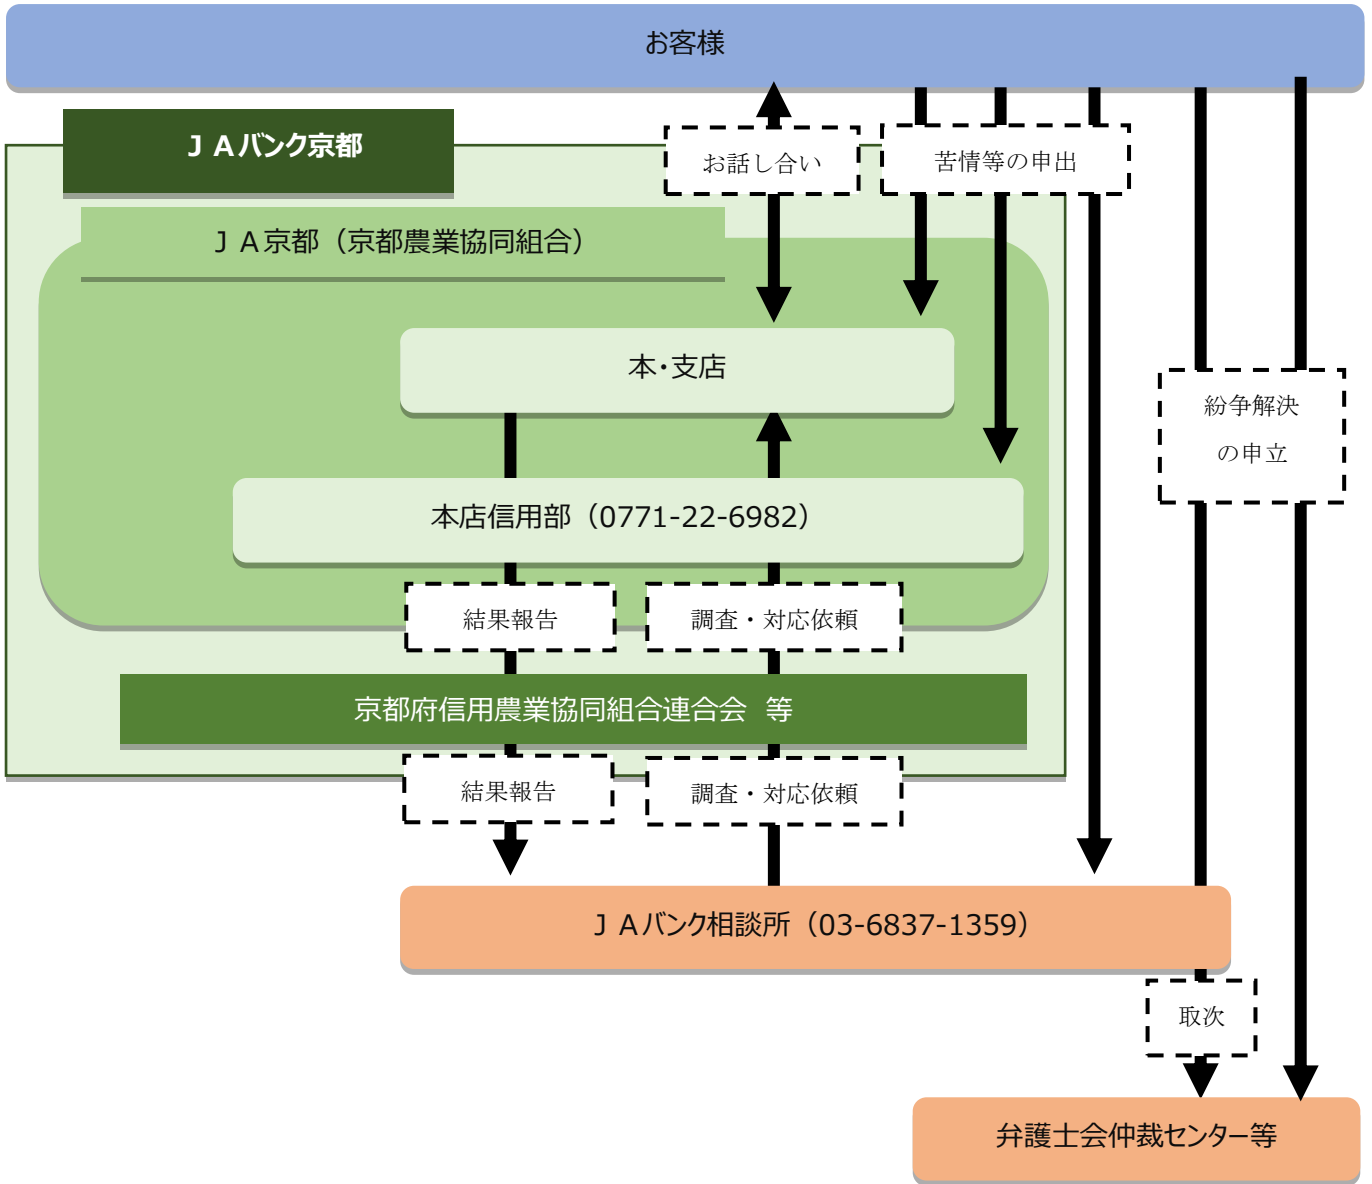 お客様
ＪＡバンク京都
お話し合い
苦情等の申出
ＪＡ京都（京都農業協同組合）
本・支店
紛争解決
の申立
本店信用部（0771-22-6982）
結果報告
調査・対応依頼
京都府信用農業協同組合連合会　等
結果報告
調査・対応依頼
ＪＡバンク相談所（03-6837-1359）
取次
弁護士会仲裁センター等